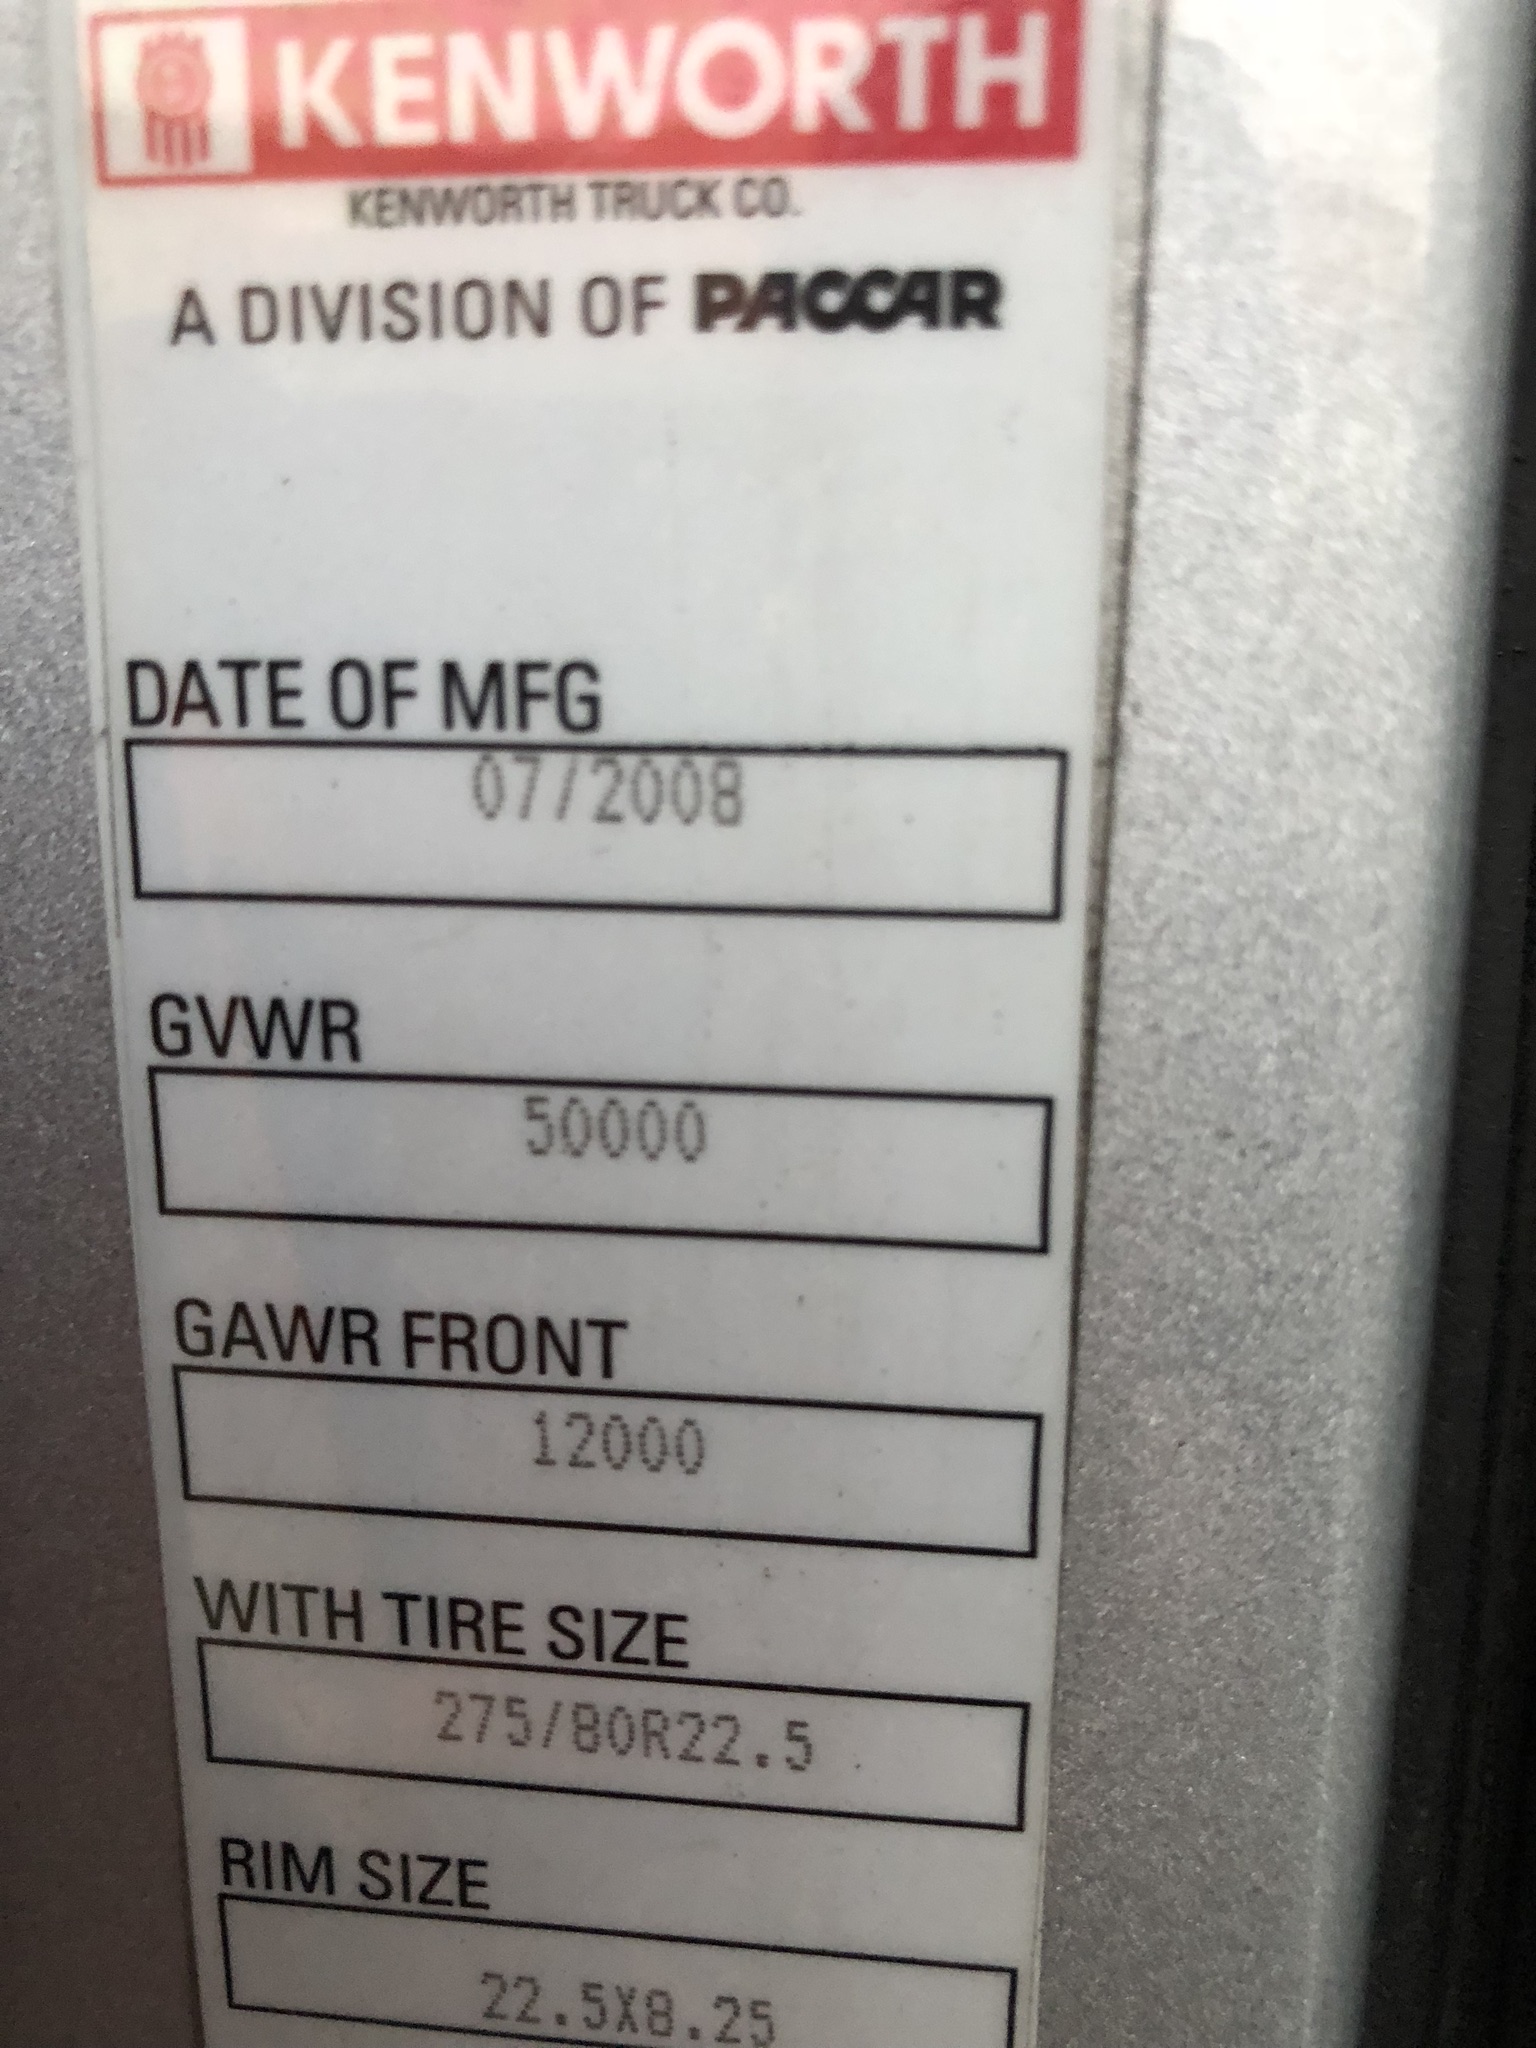 KENWORTH
KENWORTH TRUCK CO.
A DIVISION OF PACCAR
DATE OF MFG
07/2008
GVWR
50000
GAWR FRONT
12000
WITH TIRE SIZE
275/80R22.5
RIM SIZE
22.5X8.25